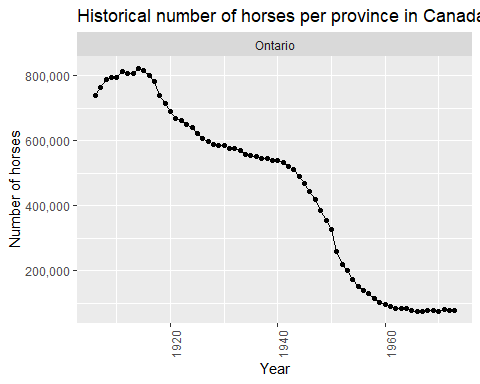 Historical number of horses per province in Canada
Ontario
800,000
600,000
400,000
200,000
Number of horses
1920
1940
1960
Year